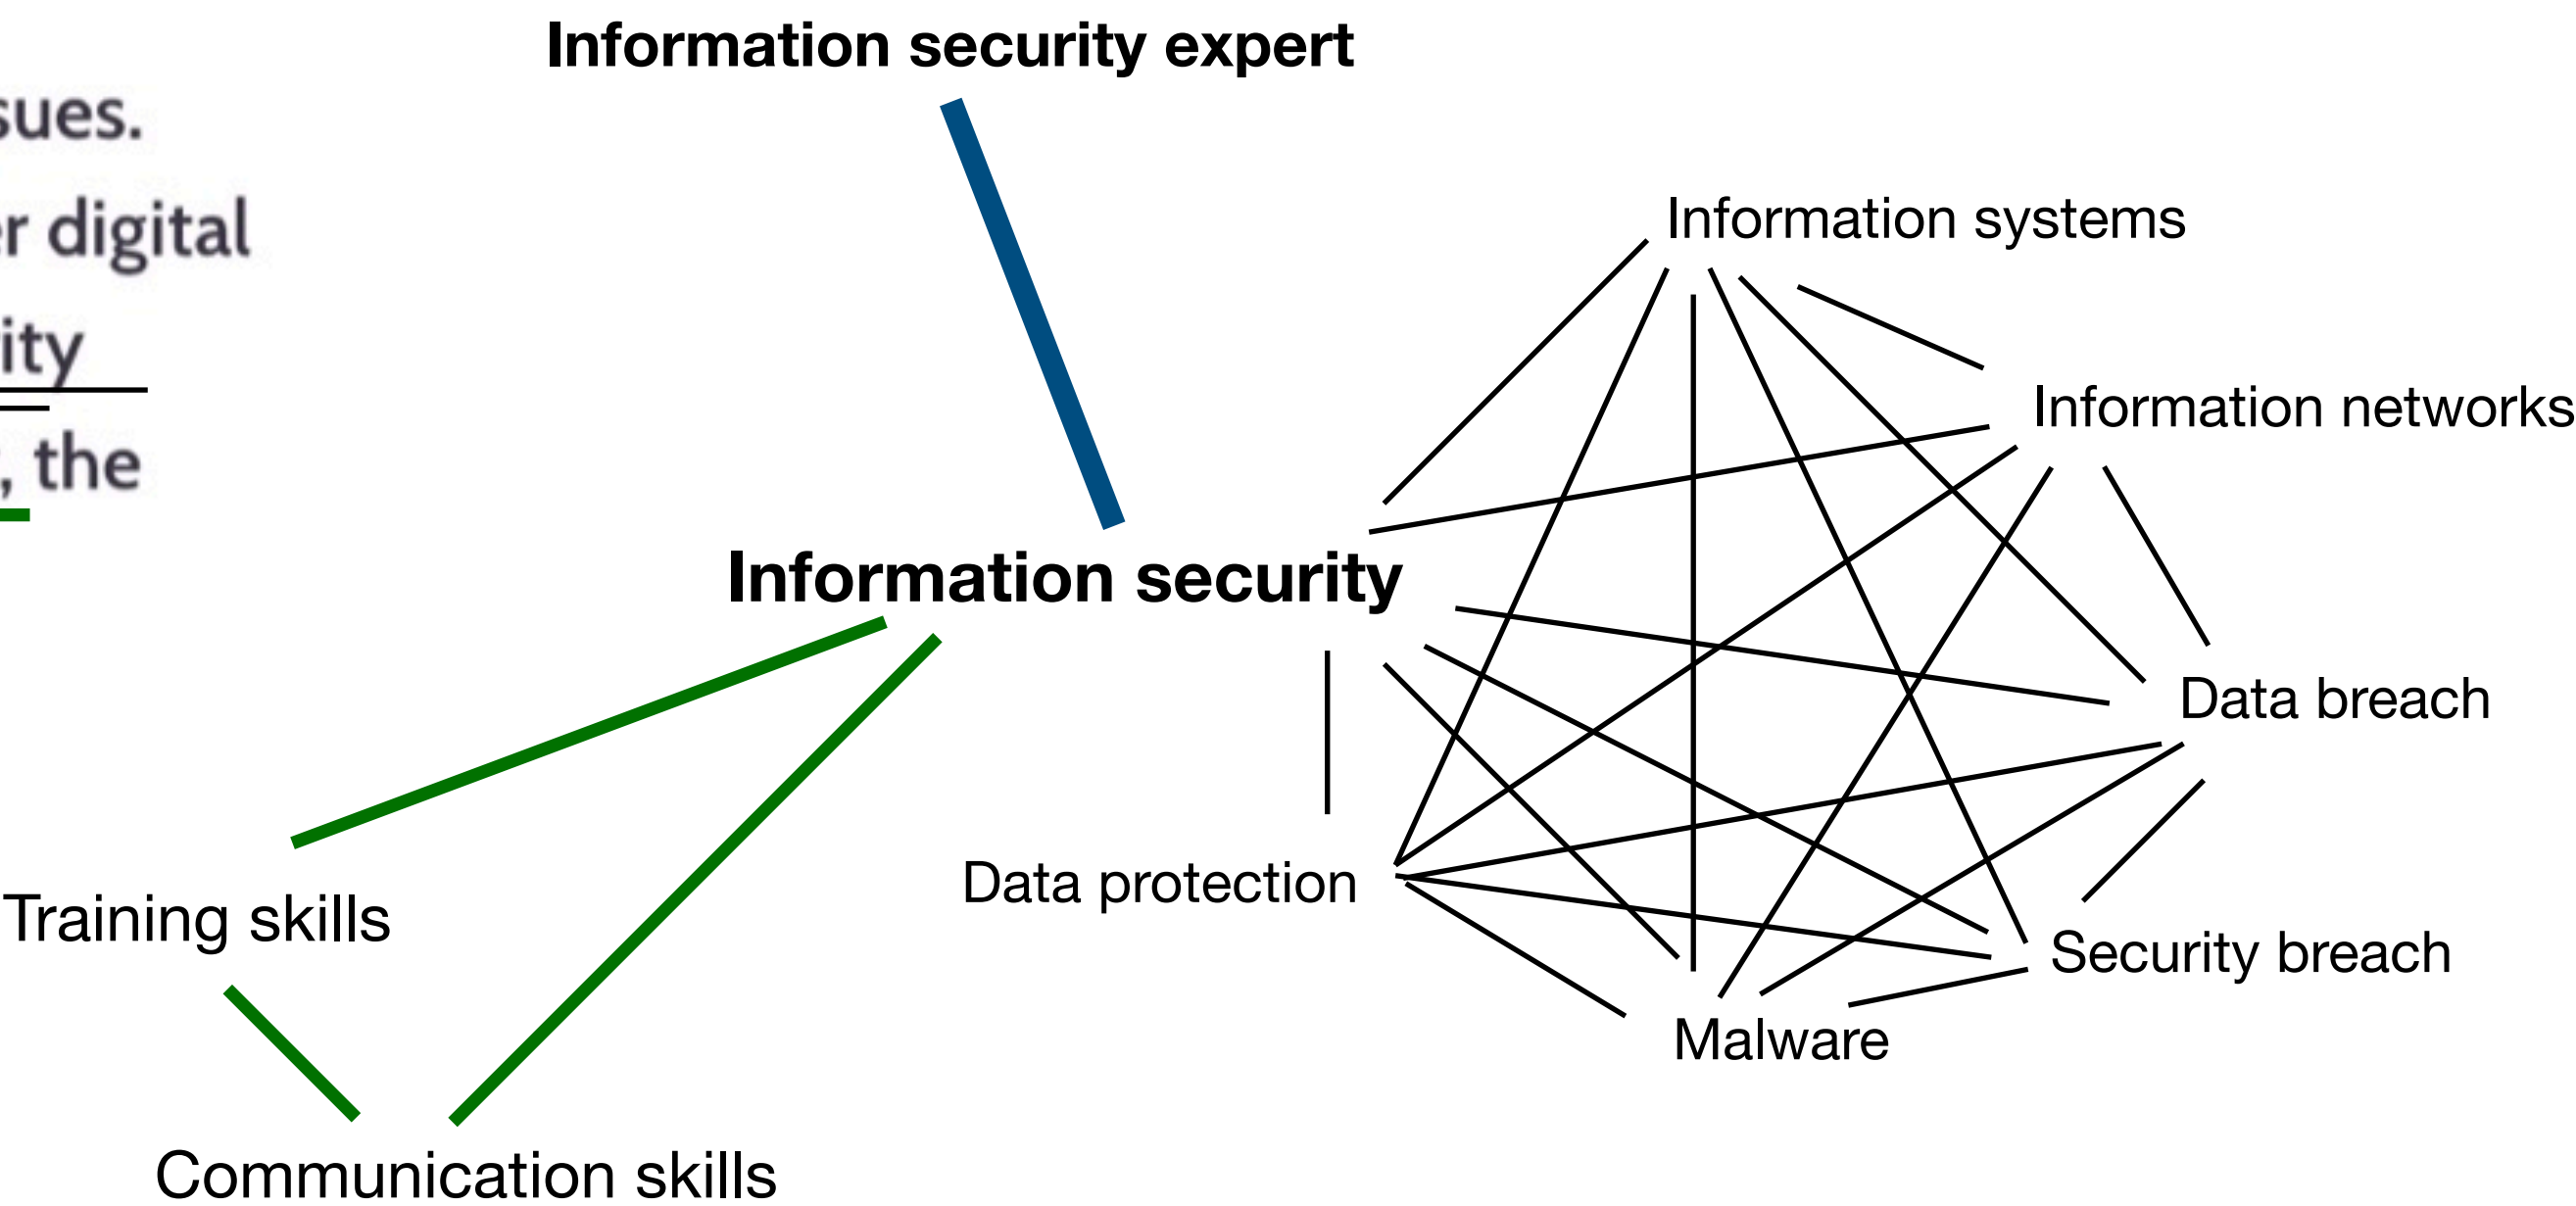 Information security expert
sues.
r digital
ity
, the
Information systems
Information networks
Information security
Data breach
Data protection
Training skills
Security breach
Malware
Communication skills